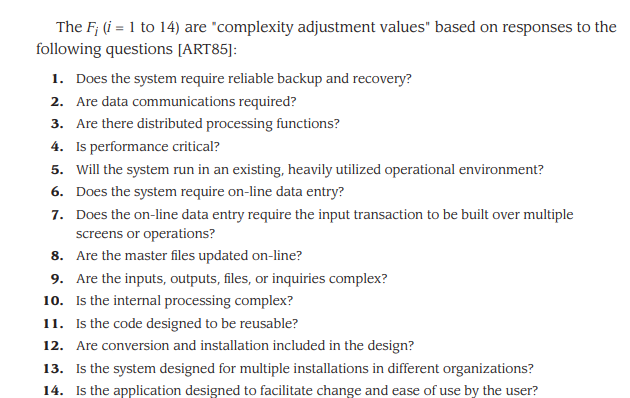 The Fi (i = 1 to 14) are "complexity adjustment values" based on responses to the
following questions [ART85]:
1. Does the system require reliable backup and recovery?
2. Are data communications required?
3. Are there distributed processing functions?
4. Is performance critical?
5. Will the system run in an existing, heavily utilized operational environment?
6. Does the system require on-line data entry?
7. Does the on-line data entry require the input transaction to be built over multiple
screens or operations?
8. Are the master files updated on-line?
9. Are the inputs, outputs, files, or inquiries complex?
10. Is the internal processing complex?
11. Is the code designed to be reusable?
12. Are conversion and installation included in the design?
13. Is the system designed for multiple installations in different organizations?
14. Is the application designed to facilitate change and ease of use by the user?